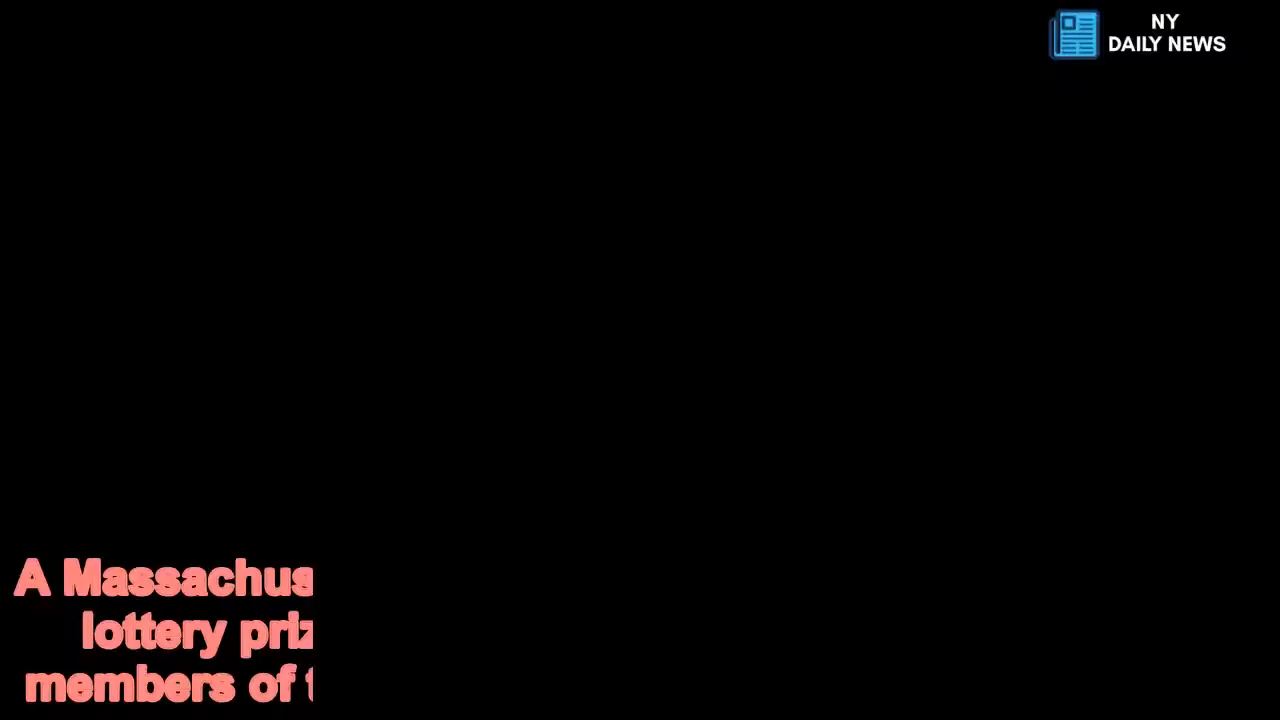 NY
DAILY NEWS
A Massachus
lottery priz
members of t